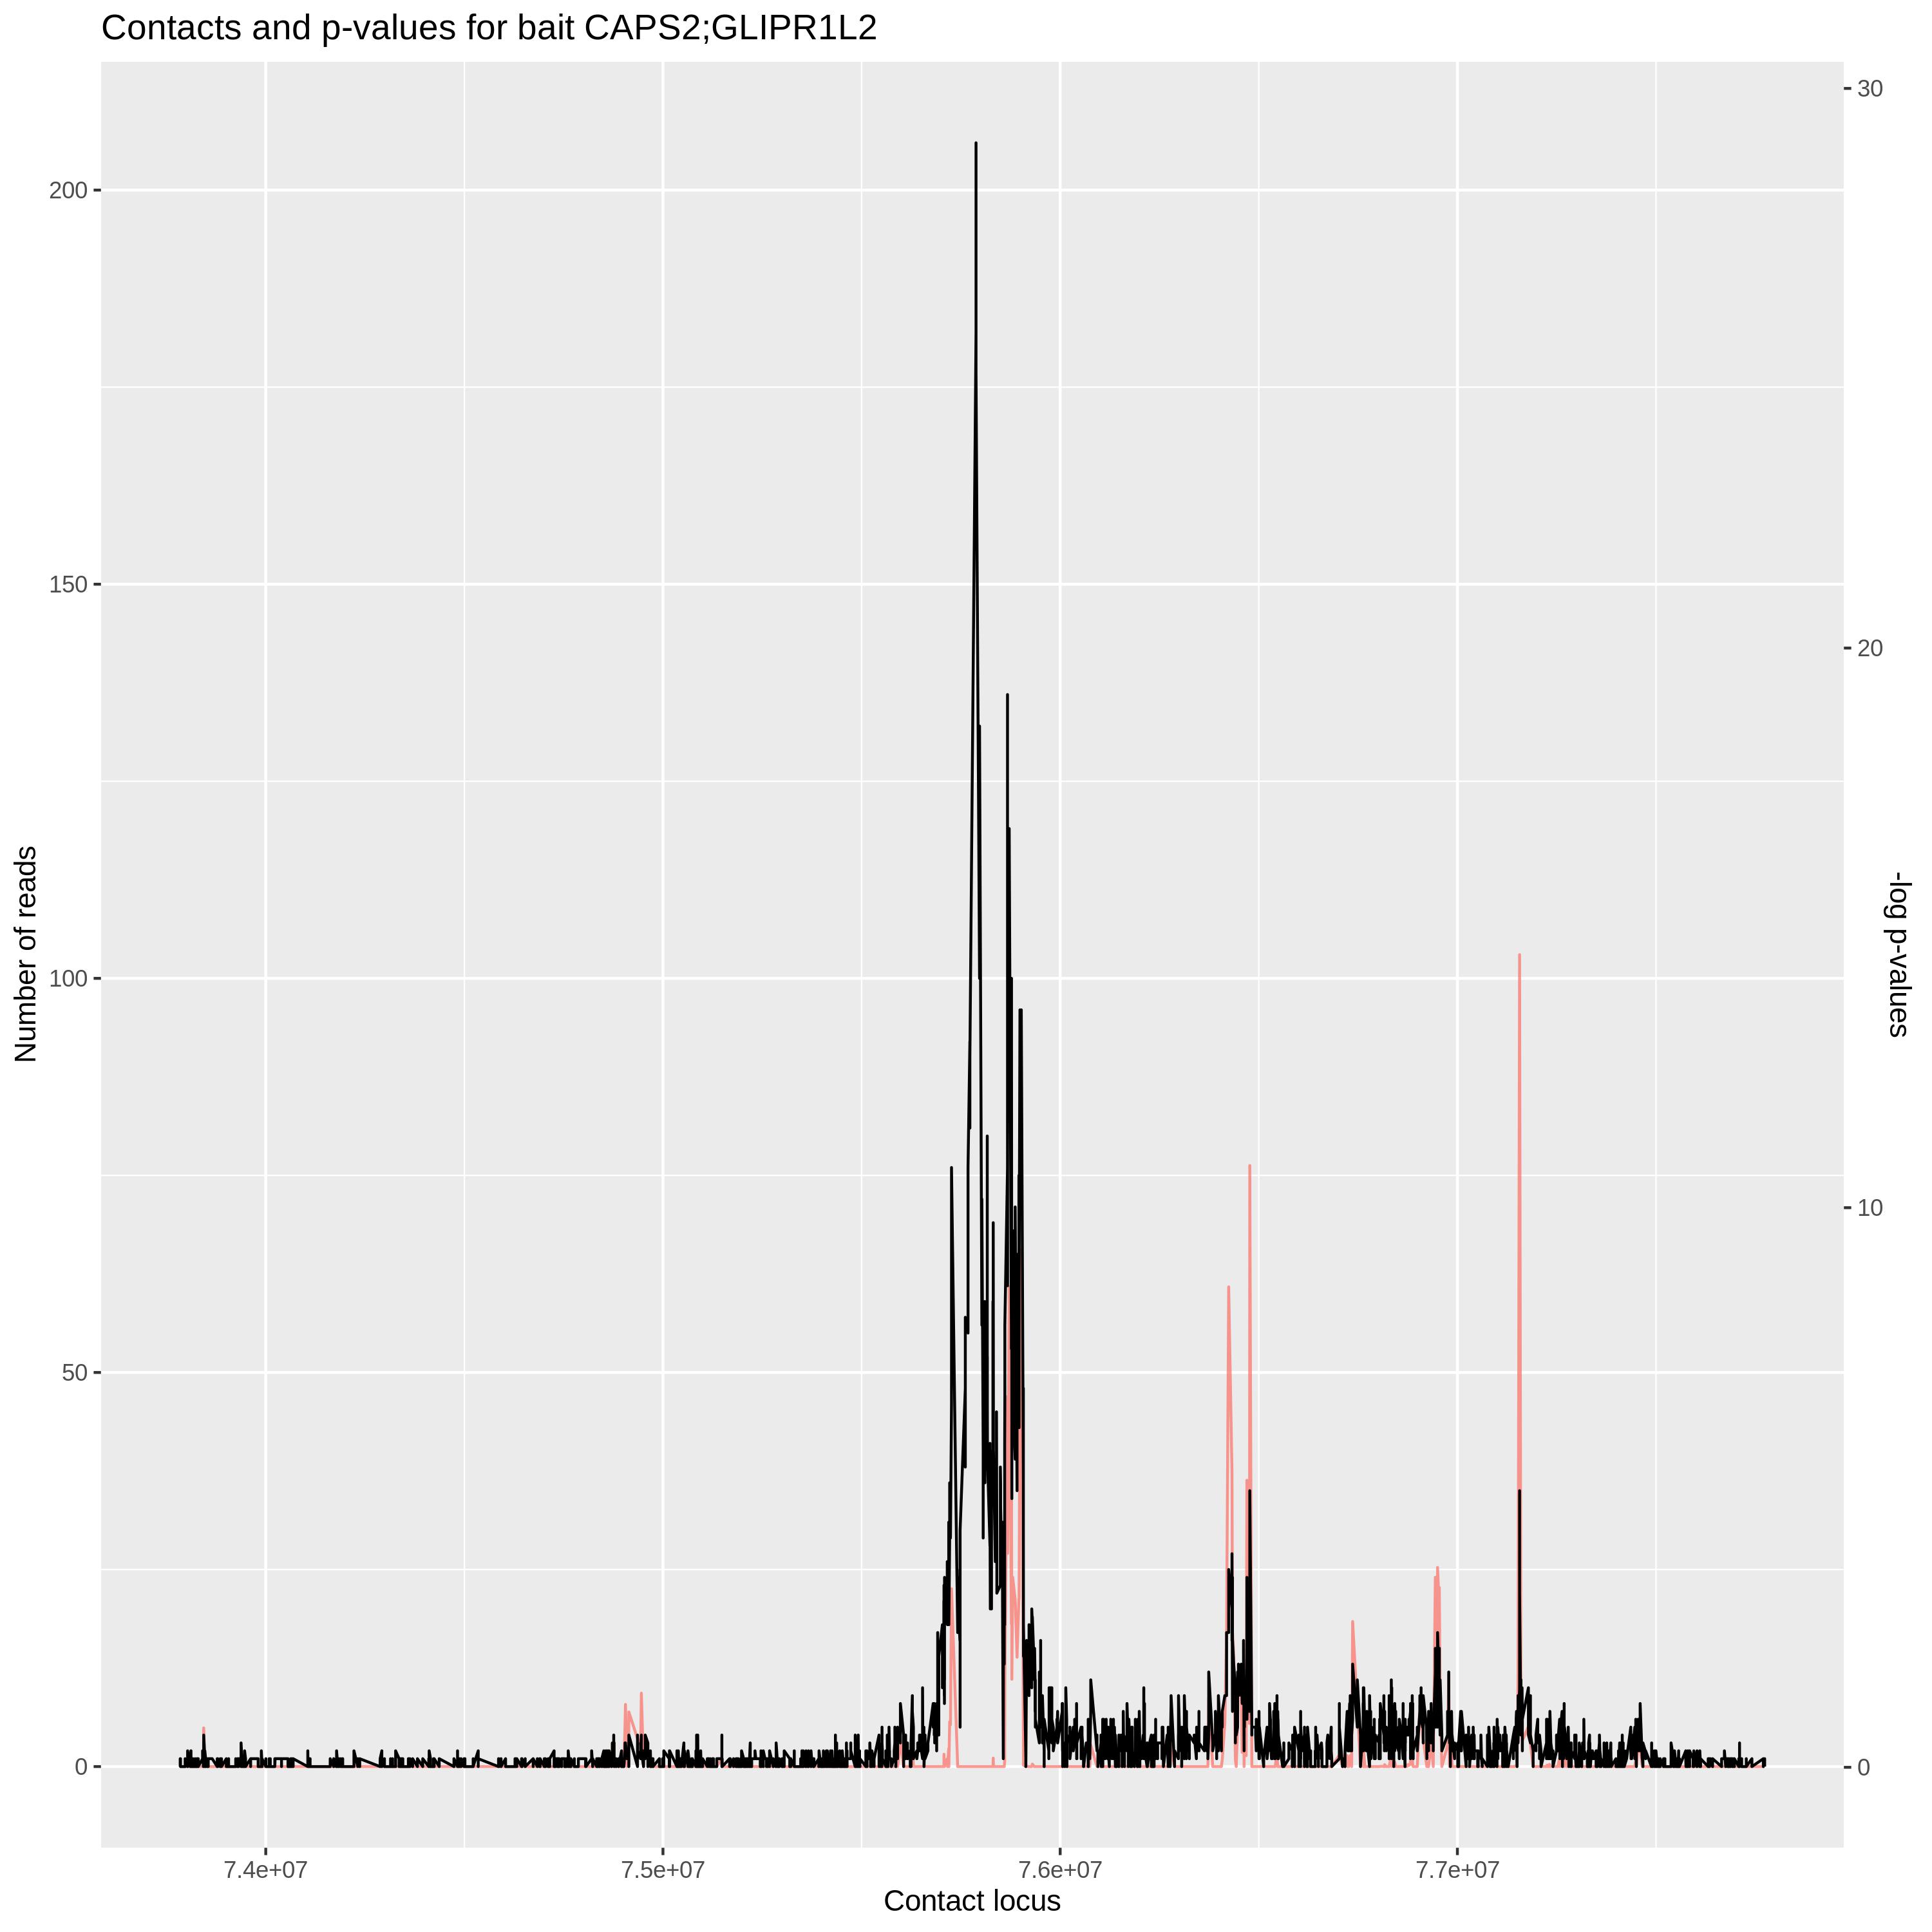 Contacts and p-values for bait CAPS2;GLIPR1L2
Number of reads
200
150
100
50
0
30
20
10
0
-log p-values
7.4e+07 7.5e+07 7.6e+07 7.7e+07
Contact locus